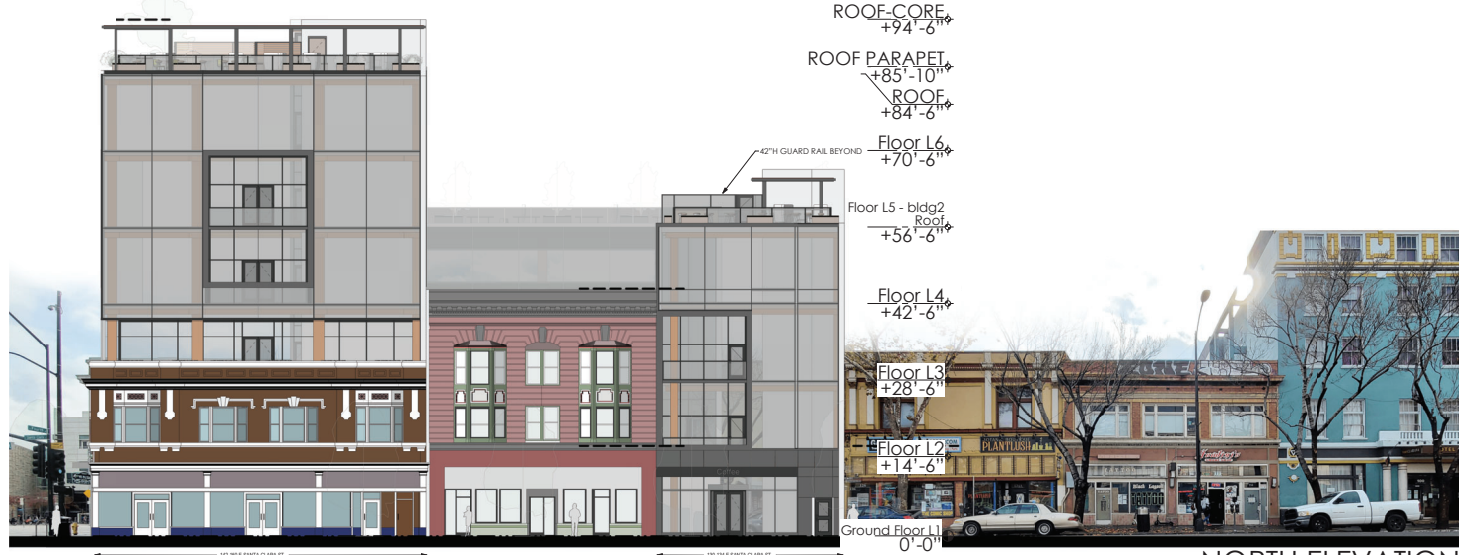 ROOF-CORE
+94'-6"
ROOF PARAPET
+85'-10"
ROOF
+84'-6"
42"H GUARD RAIL BEYOND
Floor L6
+70'-6"
Floor L5 - bldg2
Roof
+56'-6"
Floor L4
+42'-6"
Floor L3
+28'-6"
Floor L2
+14'-6"
PLANTLUSH
Coffee
Ground Floor L1
0'-0"
NORTH ELEVATION